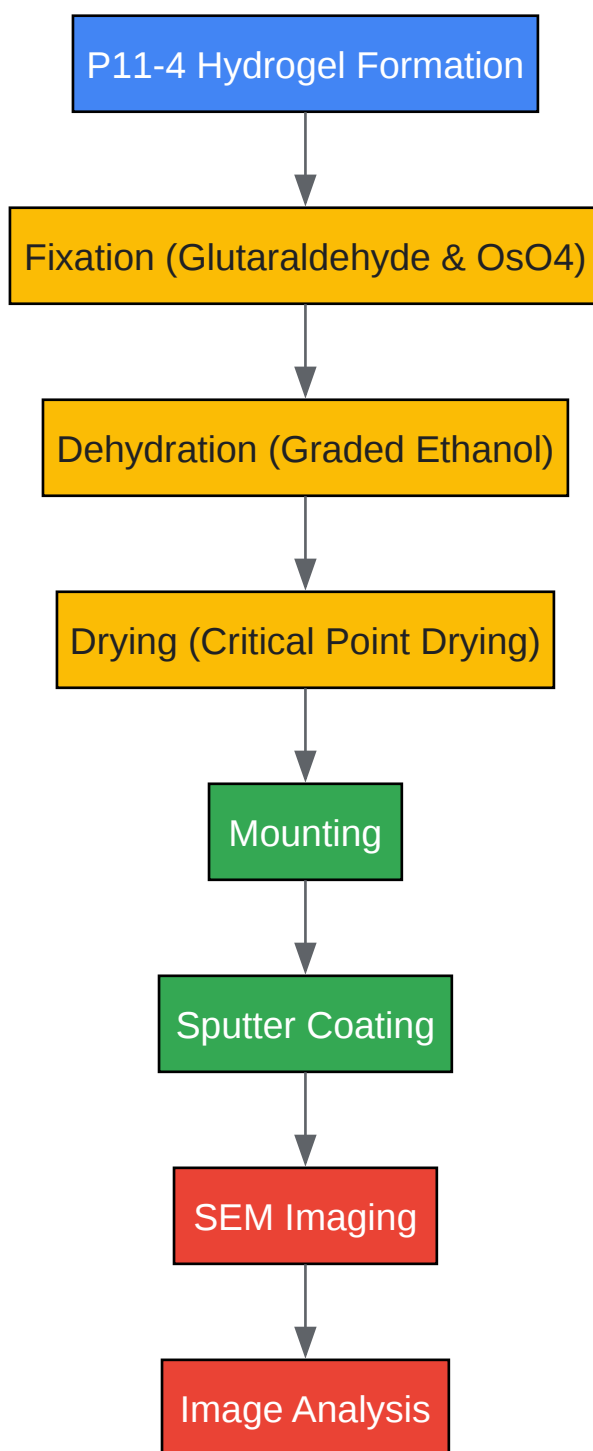 P11-4 Hydrogel Formation
Fixation (Glutaraldehyde & OsO4)
Dehydration (Graded Ethanol)
Drying (Critical Point Drying)
Mounting
Sputter Coating
SEM Imaging
Image Analysis